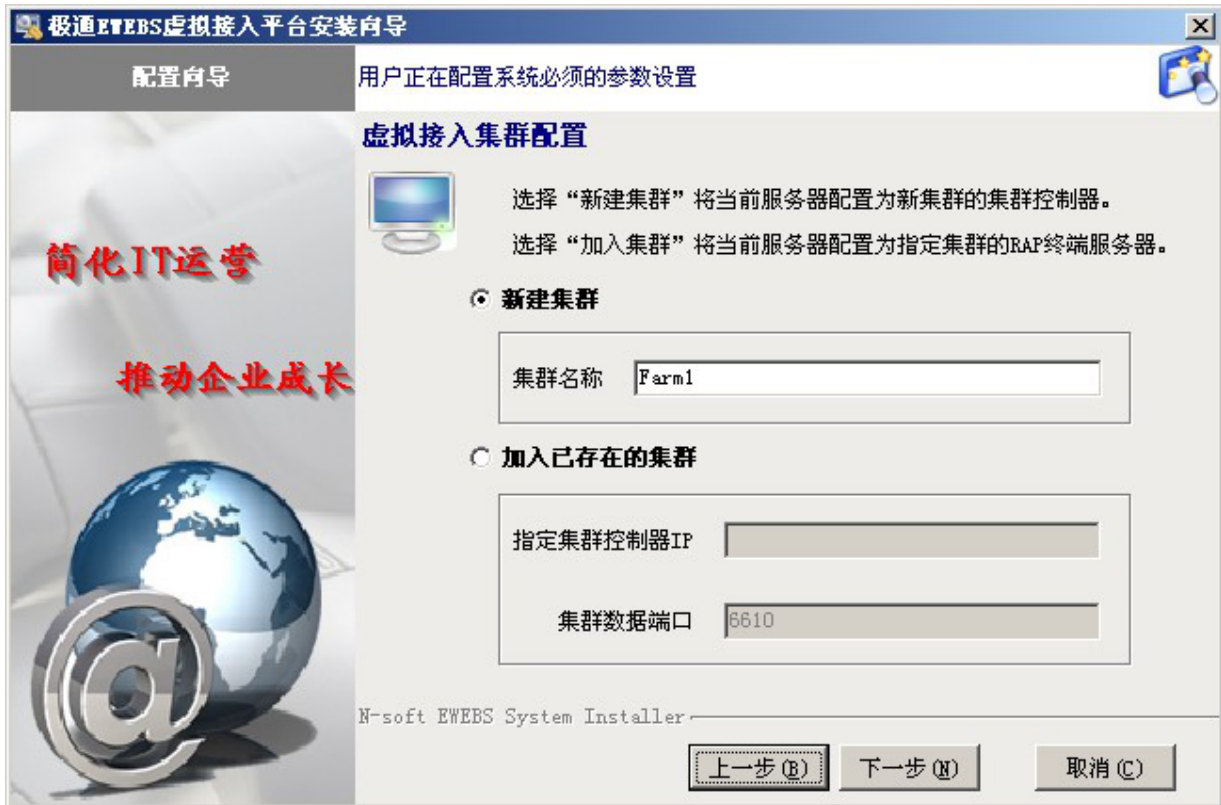 极通EWEBS虚拟接入平台安装向导
配置向导
用户正在配置系统必须的参数设置
虚拟接入集群配置
选择“新建集群”将当前服务器配置为新集群的集群控制器。
选择“加入集群”将当前服务器配置为指定集群的RAP终端服务器。
简化IT运营
推动企业成长
新建集群
集群名称 Farm1
加入已存在的集群
指定集群控制器IP
集群数据端口 6610
N-soft EWEBS System Installer
上一步(B) 下一步(N) 取消(C)